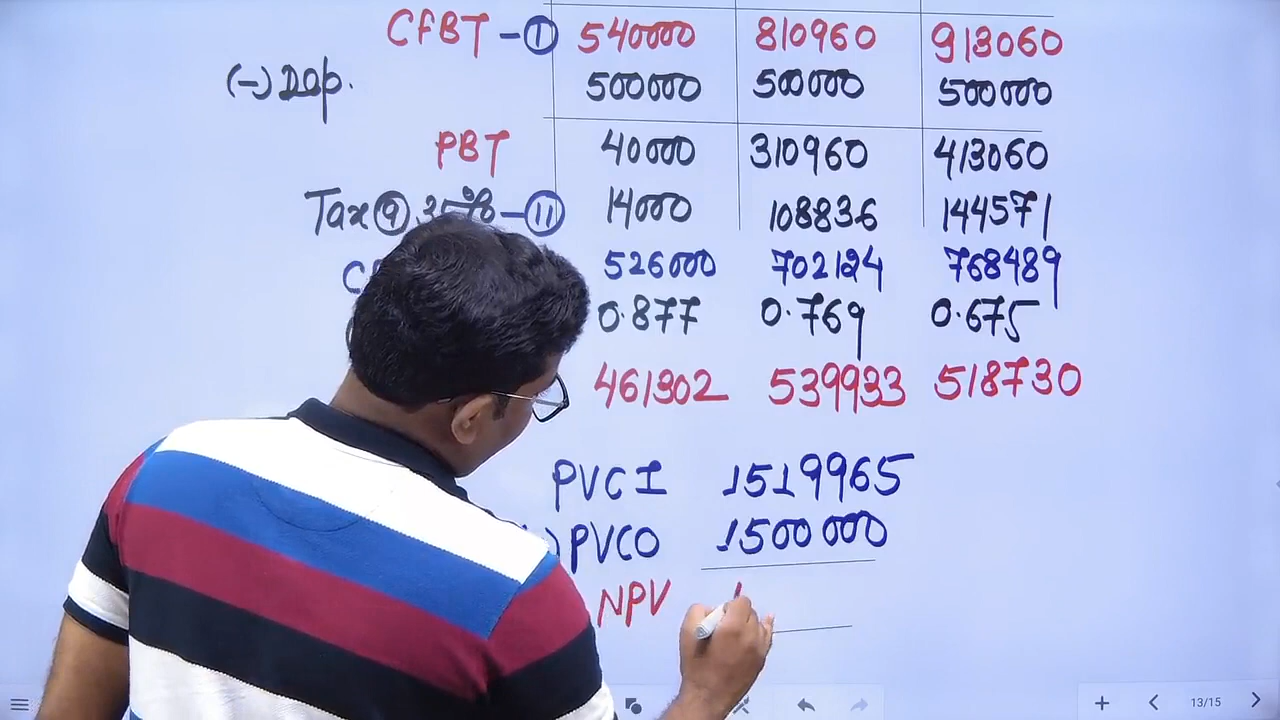 CFBT - ① 540000 810960 913060
(-) Dep. 500000 500000 500000
PBT 40000 310960 413060
Tax @ 35% - ⑪ 14000 108836 144571
526000 702124 768489
0.877 0.769 0.675
461302 539933 518730
PVCI 1519965
PVCO 1500000
NPV 1
13/15